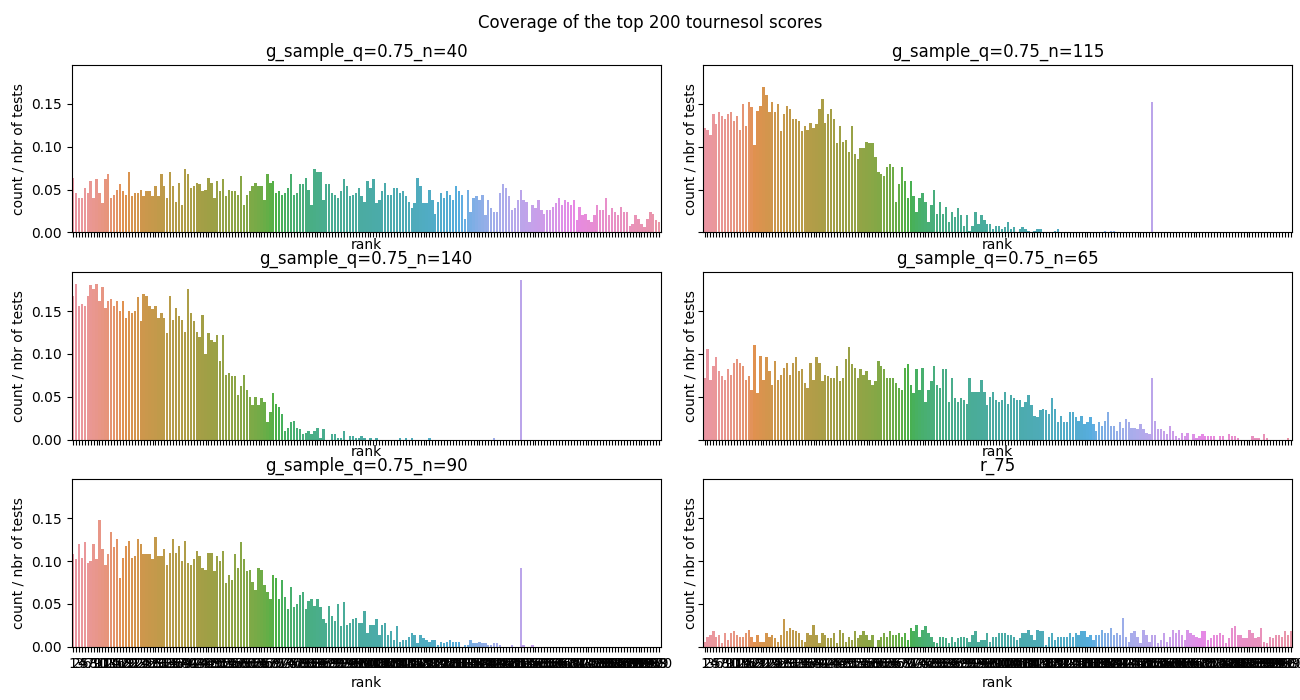 Coverage of the top 200 tournesol scores
g_sample_q=0.75_n=40
count / nbr of tests
0.15
0.10
0.05
0.00
rank
g_sample_q=0.75_n=115
count / nbr of tests
rank
g_sample_q=0.75_n=140
count / nbr of tests
0.15
0.10
0.05
0.00
rank
g_sample_q=0.75_n=65
count / nbr of tests
rank
g_sample_q=0.75_n=90
count / nbr of tests
0.15
0.10
0.05
0.00
rank
r_75
count / nbr of tests
rank